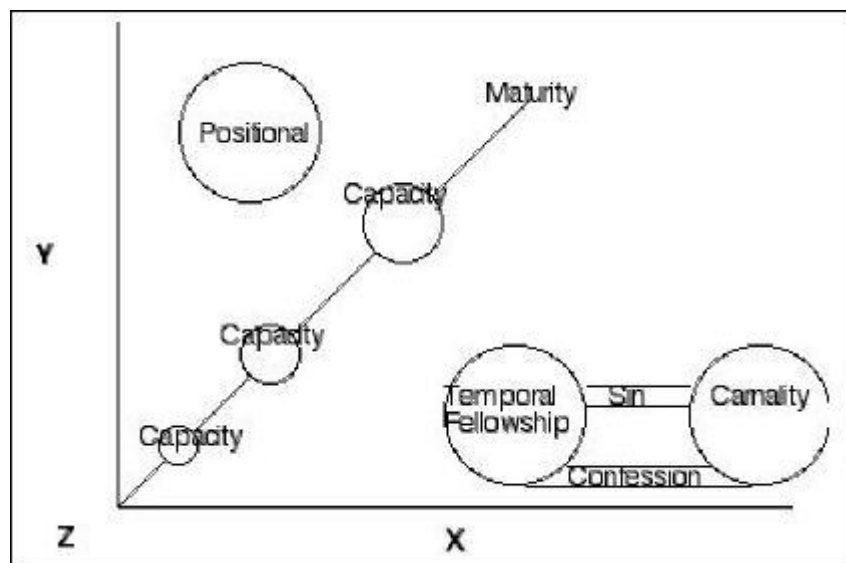 Maturity
Positional
Capacity
Y
Capacity
Temporal
Fellowship
Sin
Carnality
Capacity
Confession
Z
X